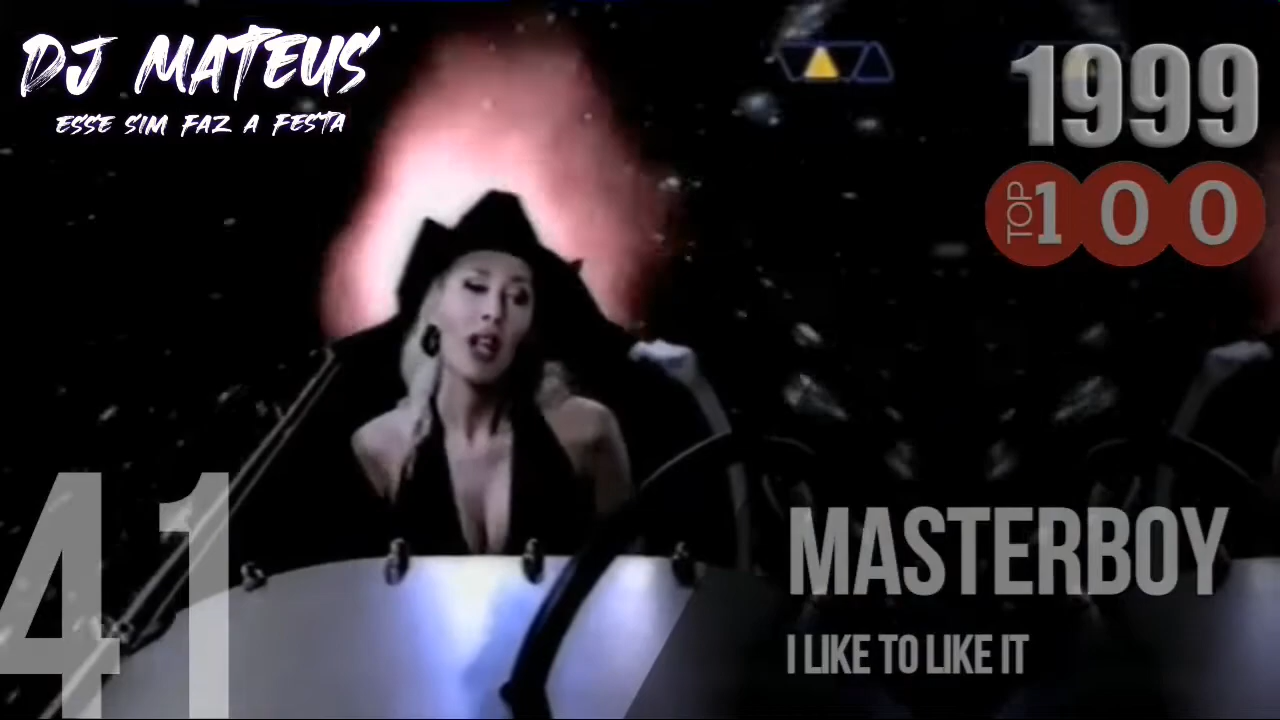 DJ MATEUS
ESSE SIM FAZ A FESTA
1999
TOP 100
41
MASTERBOY
I LIKE TO LIKE IT